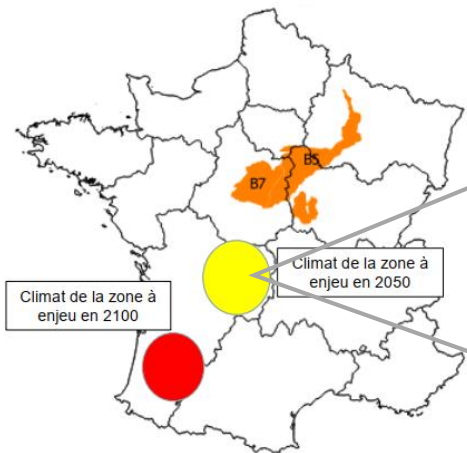 B5
B7
Climat de la zone à
enjeu en 2050
Climat de la zone à
enjeu en 2100